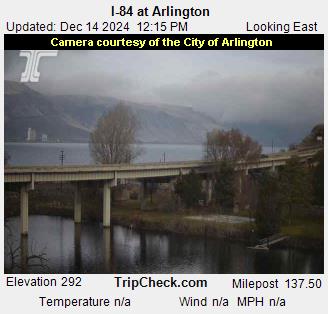 I-84 at Arlington
Updated: Dec 14 2024 12:15 PM Looking East
Camera courtesy of the City of Arlington
Elevation 292 TripCheck.com Milepost 137.50
Temperature n/a Wind n/a MPH n/a